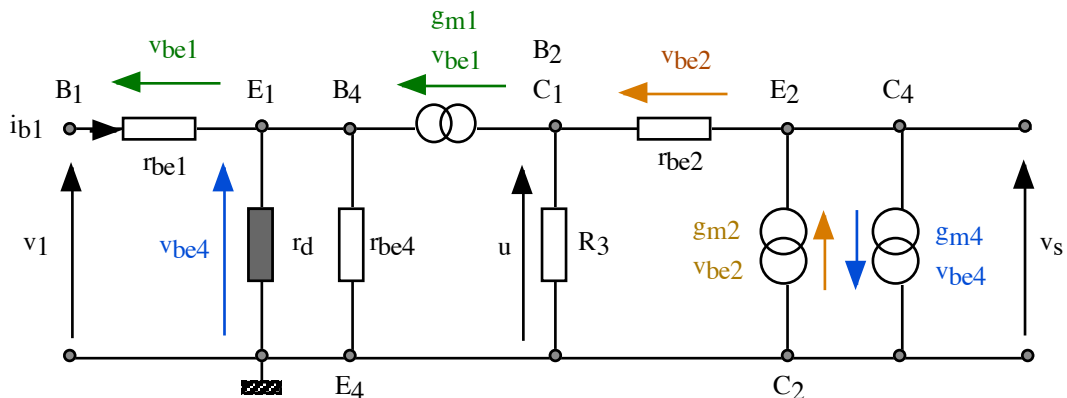 gm1
vbe1
vbe1
B2
vbe2
B1
E1
B4
C1
E2
C4
ib1
rbe1
rbe2
v1
vbe4
rd
rbe4
u
R3
gm2
vbe2
gm4
vbe4
vs
E4
C2